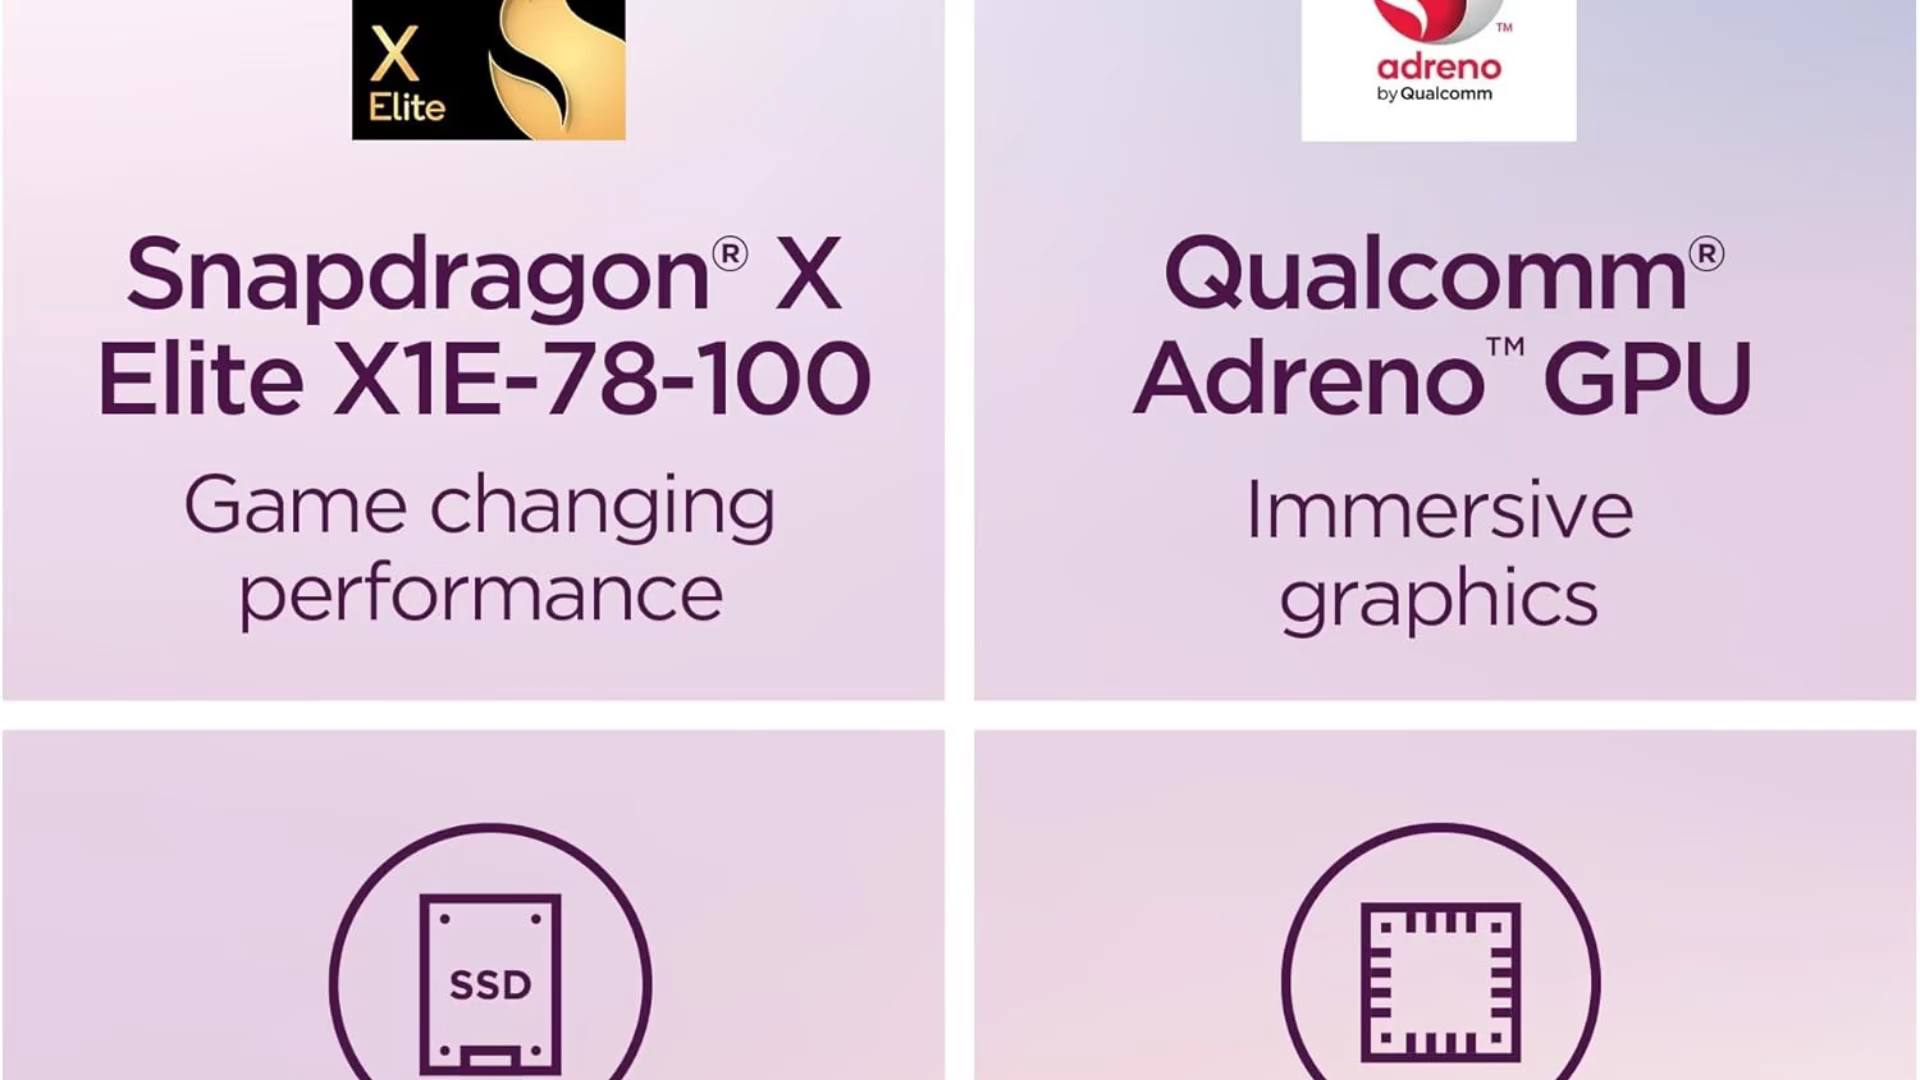 X
Elite
Snapdragon® X
Elite X1E-78-100
Game changing
performance
™
adreno
by Qualcomm
Qualcomm®
Adreno™ GPU
Immersive
graphics
SSD